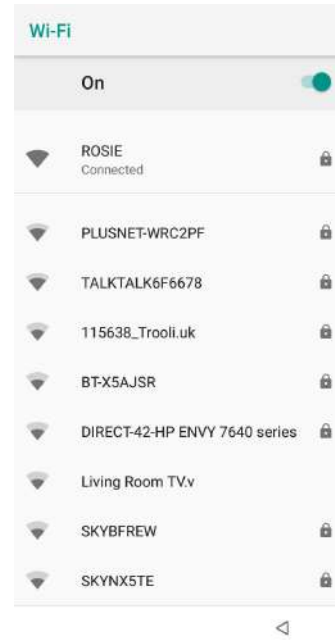 Wi-Fi
On
ROSIE
Connected
PLUSNET-WRC2PF
TALKTALK6F6678
115638_Trooli.uk
BT-X5AJSR
DIRECT-42-HP ENVY 7640 series
Living Room TV.v
SKYBFREW
SKYNX5TE